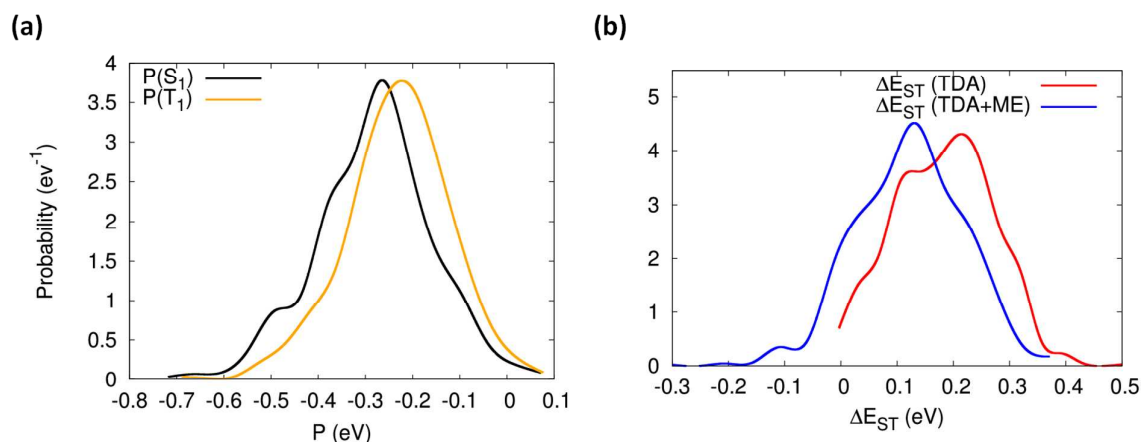 (a)
P(S₁)
P(T₁)
4
3.5
3
2.5
2
1.5
1
0.5
0
Probability (ev⁻¹)
-0.8 -0.7 -0.6 -0.5 -0.4 -0.3 -0.2 -0.1 0 0.1
P (eV)
(b)
ΔE_ST (TDA)
ΔE_ST (TDA+ME)
5
4
3
2
1
0
-0.3 -0.2 -0.1 0 0.1 0.2 0.3 0.4 0.5
ΔE_ST (eV)